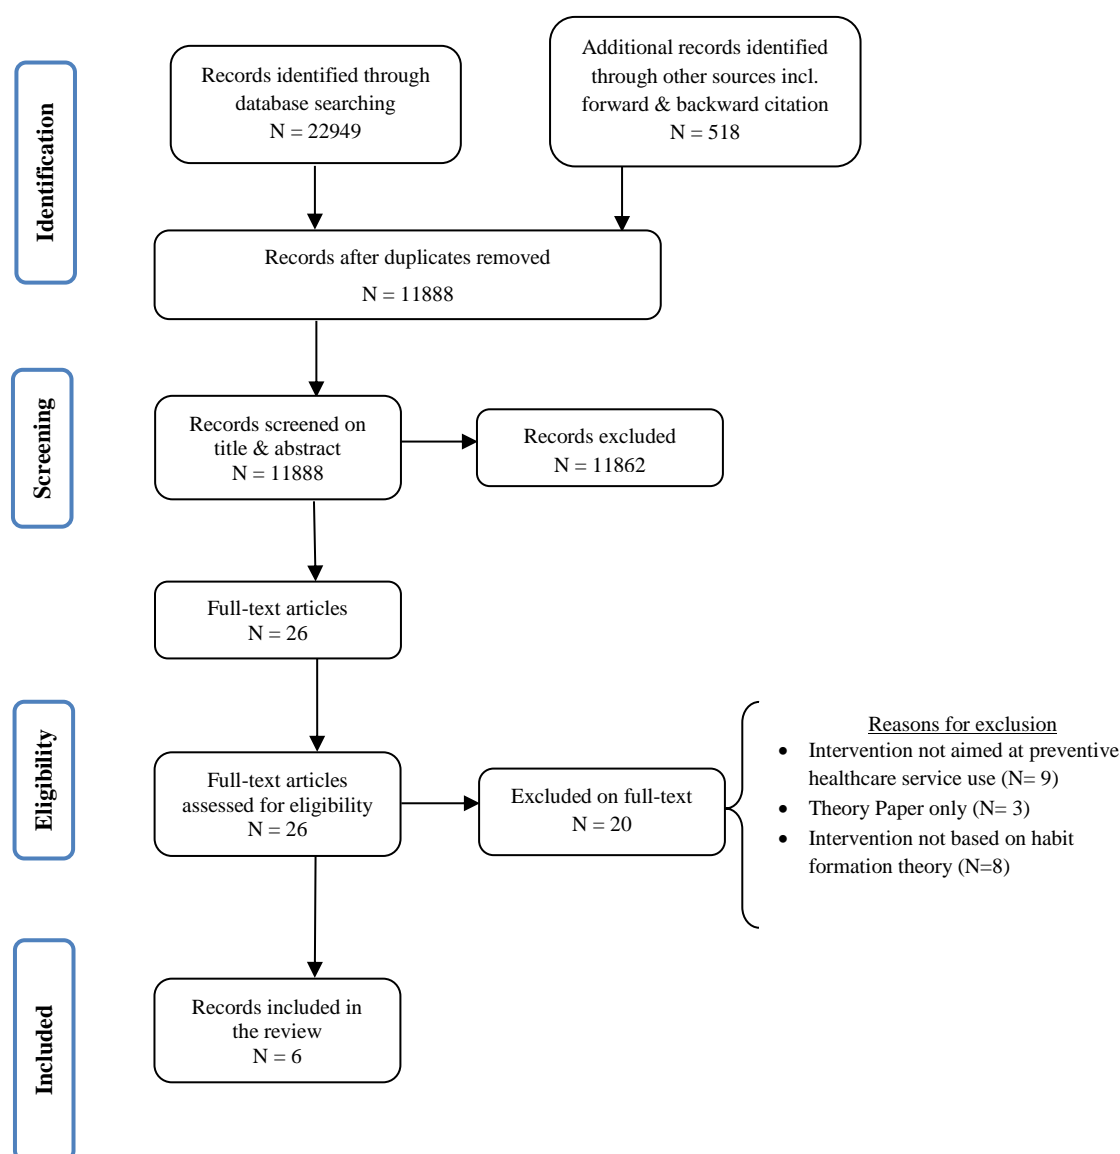 Identification
Records identified through
database searching
N = 22949
Additional records identified
through other sources incl.
forward & backward citation
N = 518
Records after duplicates removed
N = 11888
Screening
Records screened on
title & abstract
N = 11888
Records excluded
N = 11862
Full-text articles
N = 26
Eligibility
Full-text articles
assessed for eligibility
N = 26
Excluded on full-text
N = 20
Reasons for exclusion
• Intervention not aimed at preventive
healthcare service use (N= 9)
• Theory Paper only (N= 3)
• Intervention not based on habit
formation theory (N=8)
Included
Records included in
the review
N = 6